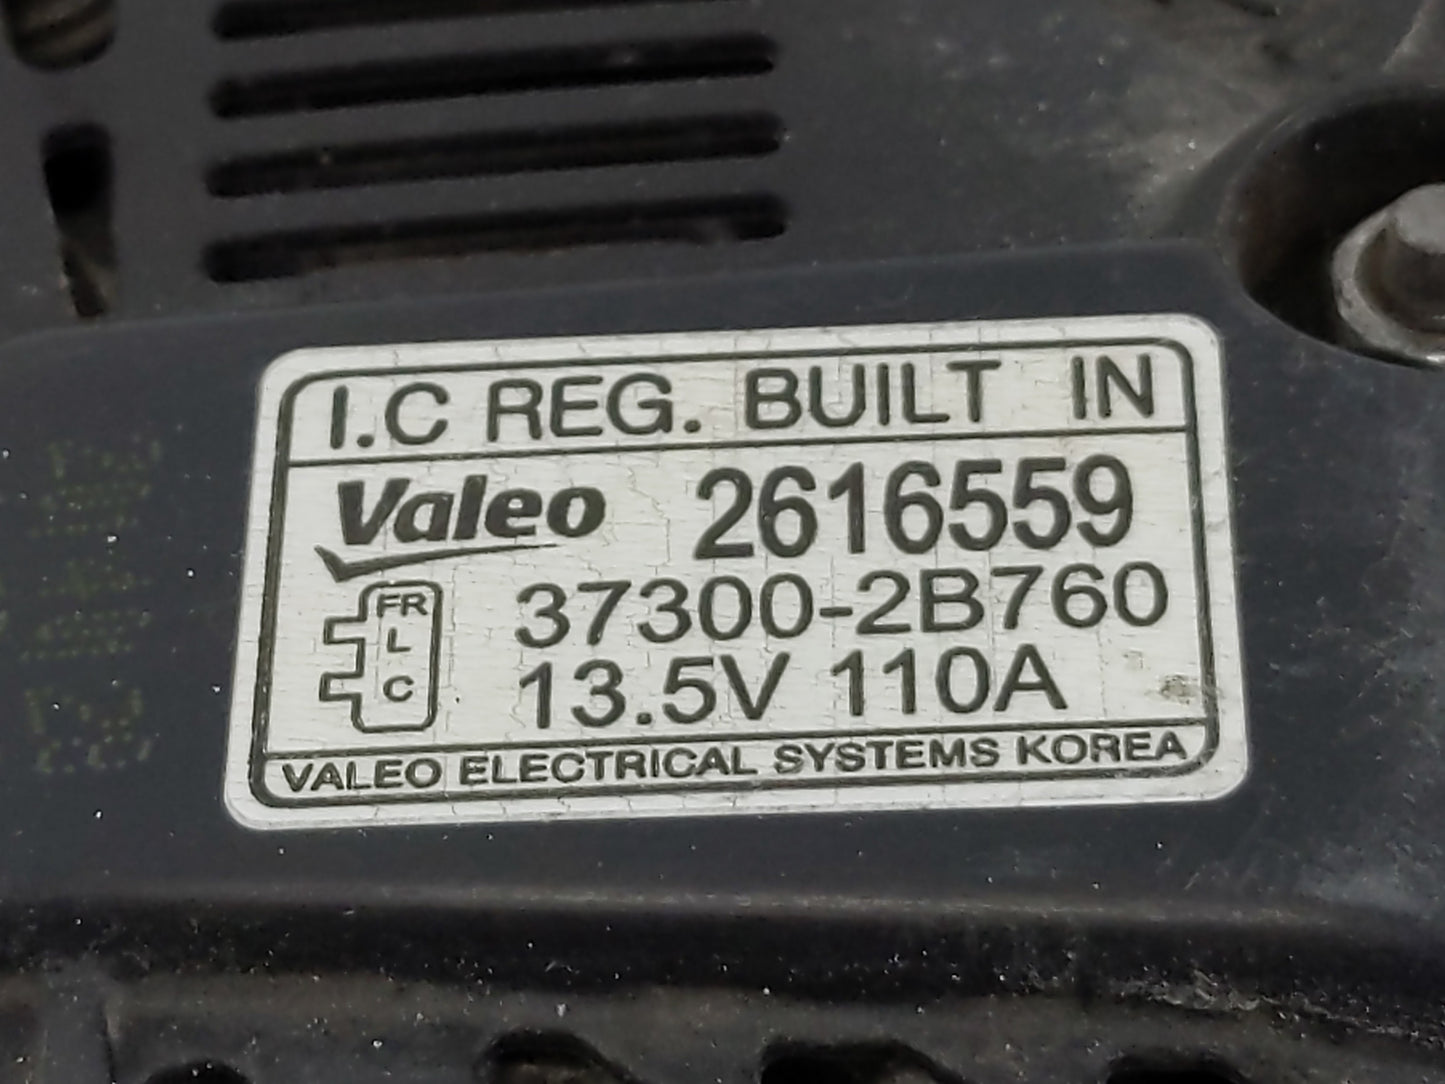 I.C REG. BUILT IN
Valeo 2616559
FR
L
C
37300-2B760
13.5V 110A
VALEO ELECTRICAL SYSTEMS KOREA